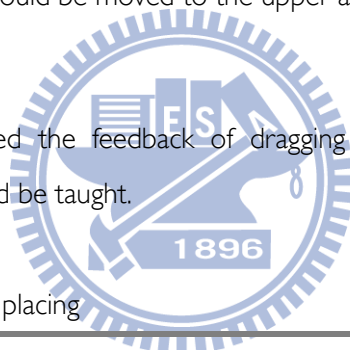 ould be moved to the upper a
ed the feedback of dragging
d be taught.
E S A
1896
placing